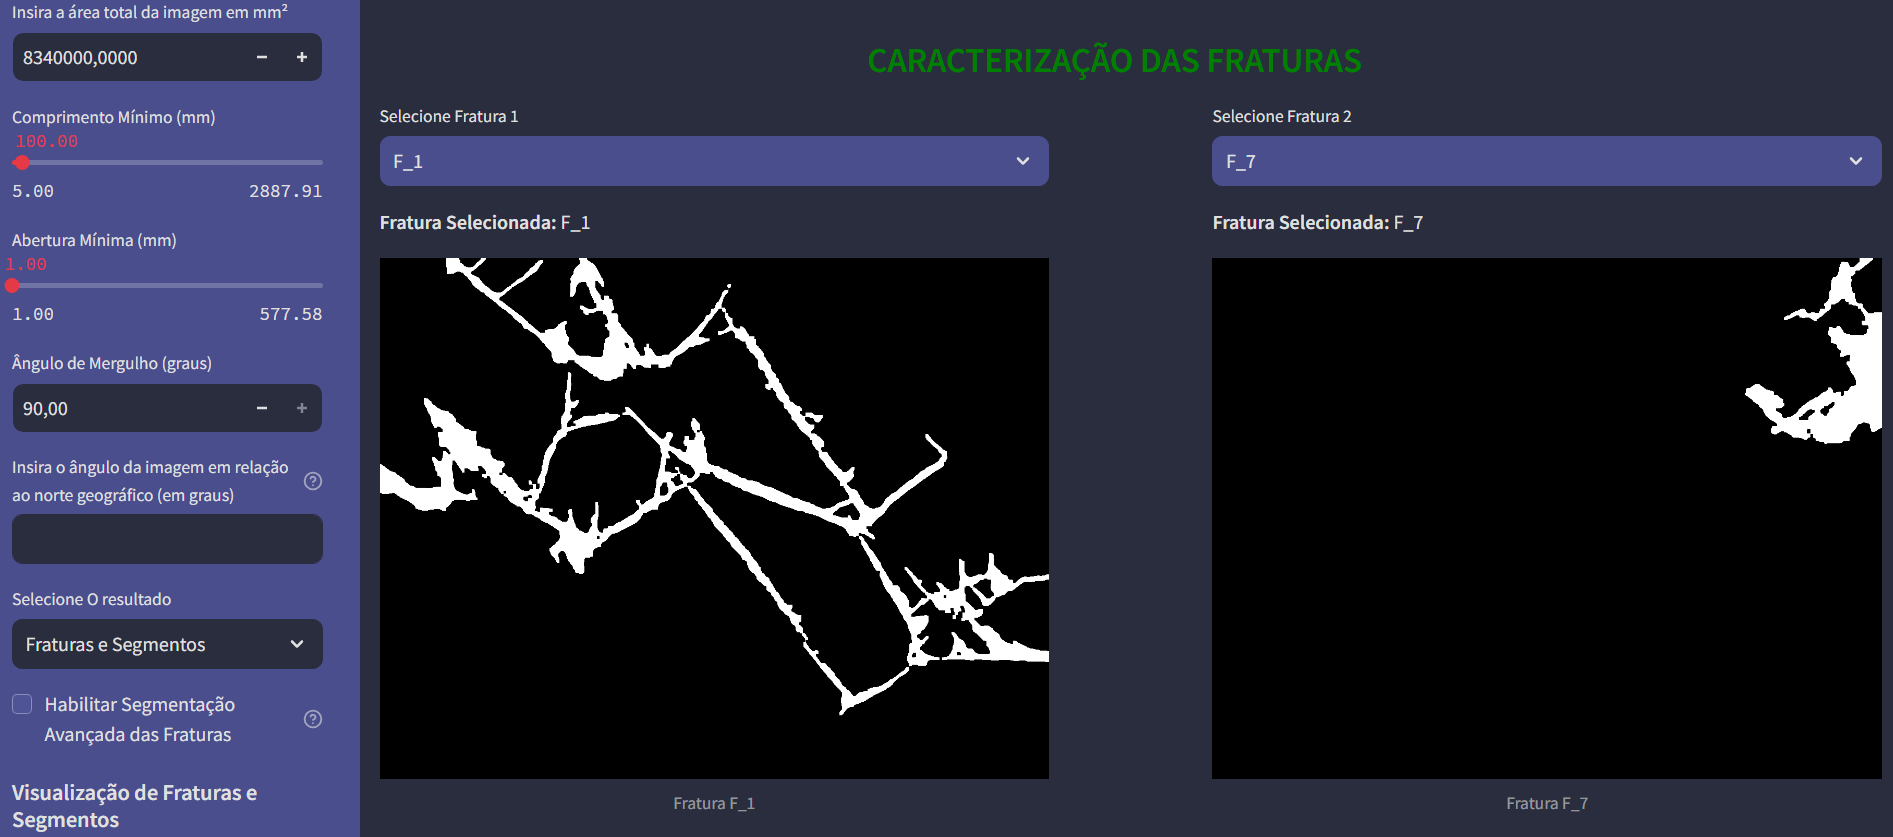 Insira a área total da imagem em mm²
8340000,0000
Comprimento Mínimo (mm)
100.00
5.00 2887.91
Abertura Mínima (mm)
1.00
1.00 577.58
Ângulo de Mergulho (graus)
90,00
Insira o ângulo da imagem em relação
ao norte geográfico (em graus)
Selecione O resultado
Fraturas e Segmentos
Habilitar Segmentação
Avançada das Fraturas
Visualização de Fraturas e
Segmentos
CARACTERIZAÇÃO DAS FRATURAS
Selecione Fratura 1
F_1
Fratura Selecionada: F_1
Fratura F_1
Selecione Fratura 2
F_7
Fratura Selecionada: F_7
Fratura F_7